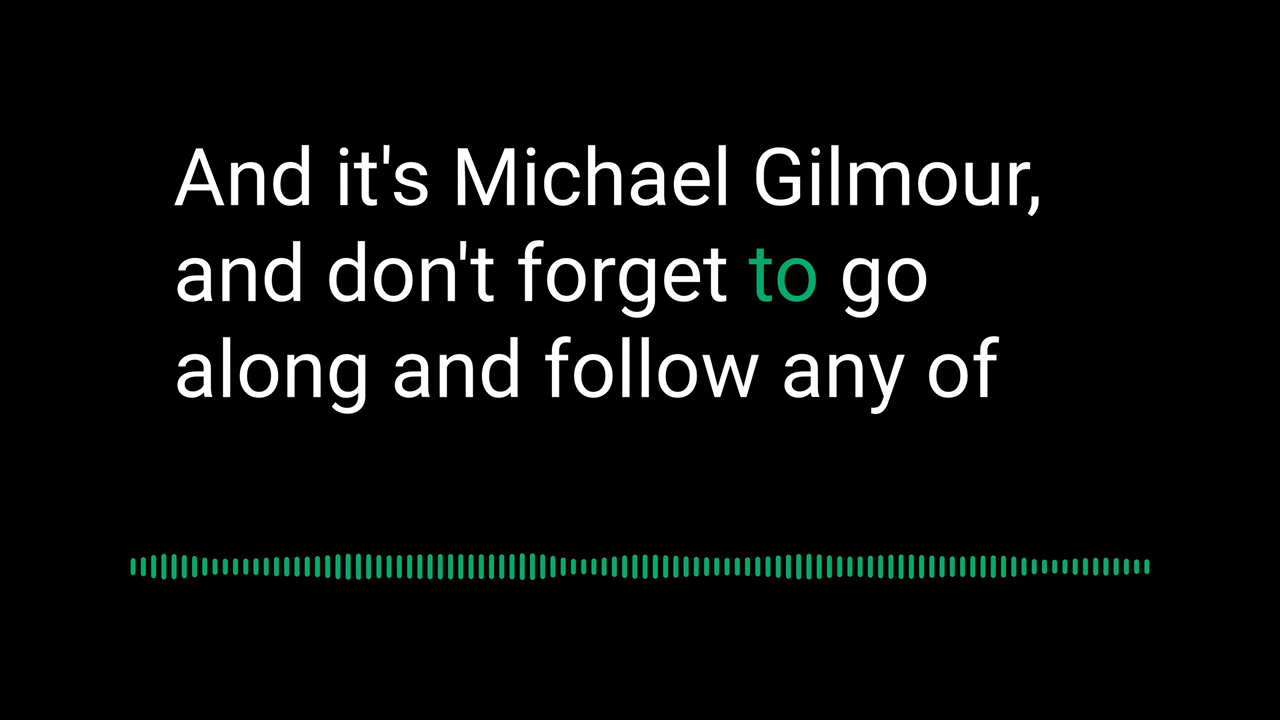 And it's Michael Gilmour,
and don't forget to go
along and follow any of